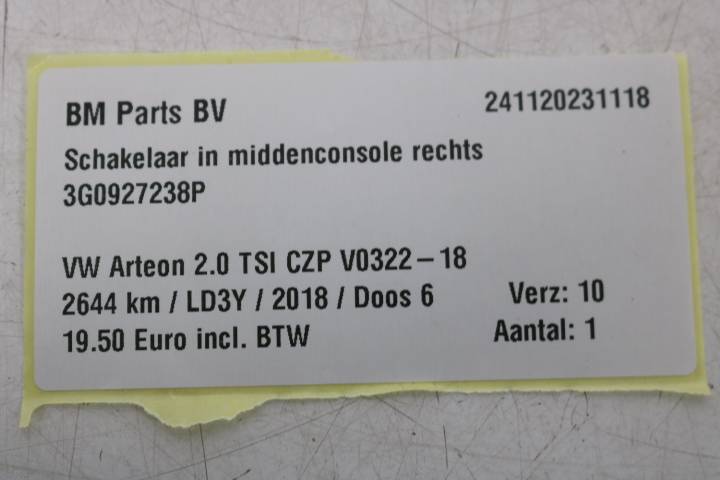 BM Parts BV 241120231118
Schakelaar in middenconsole rechts
3G0927238P
VW Arteon 2.0 TSI CZP V0322-18
2644 km / LD3Y / 2018 / Doos 6 Verz: 10
19.50 Euro incl. BTW Aantal: 1